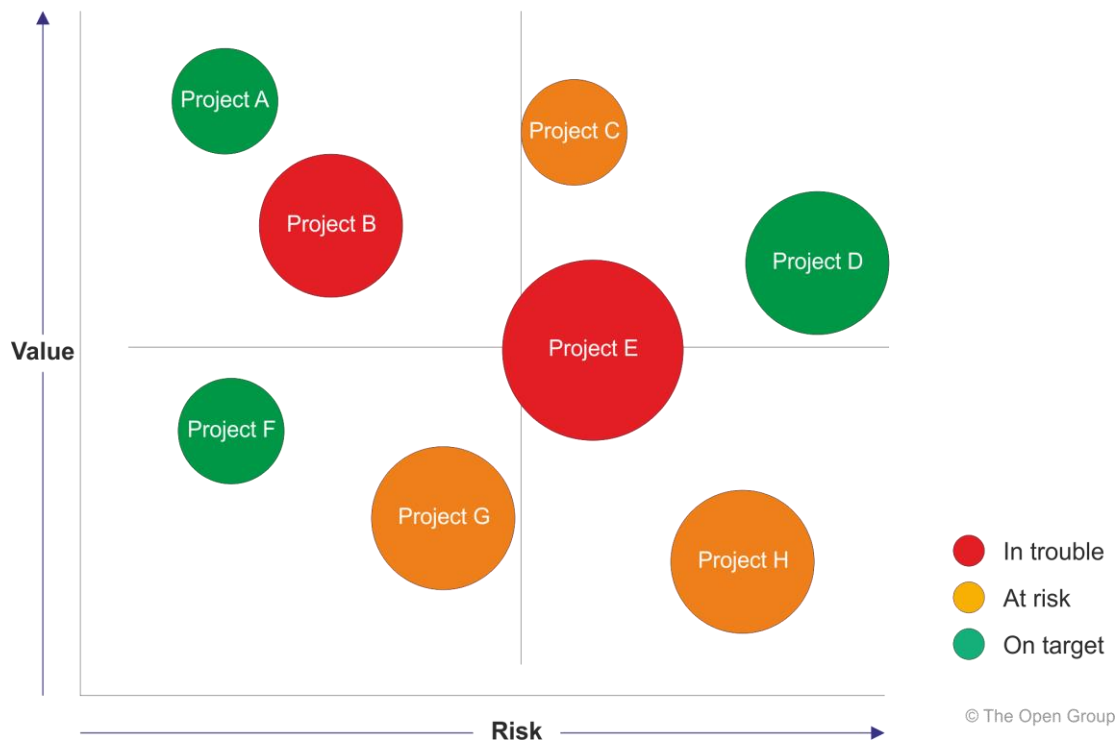 Project A
Project C
Project B
Project D
Value
Project E
Project F
Project G
Project H
In trouble
At risk
On target
Risk
© The Open Group